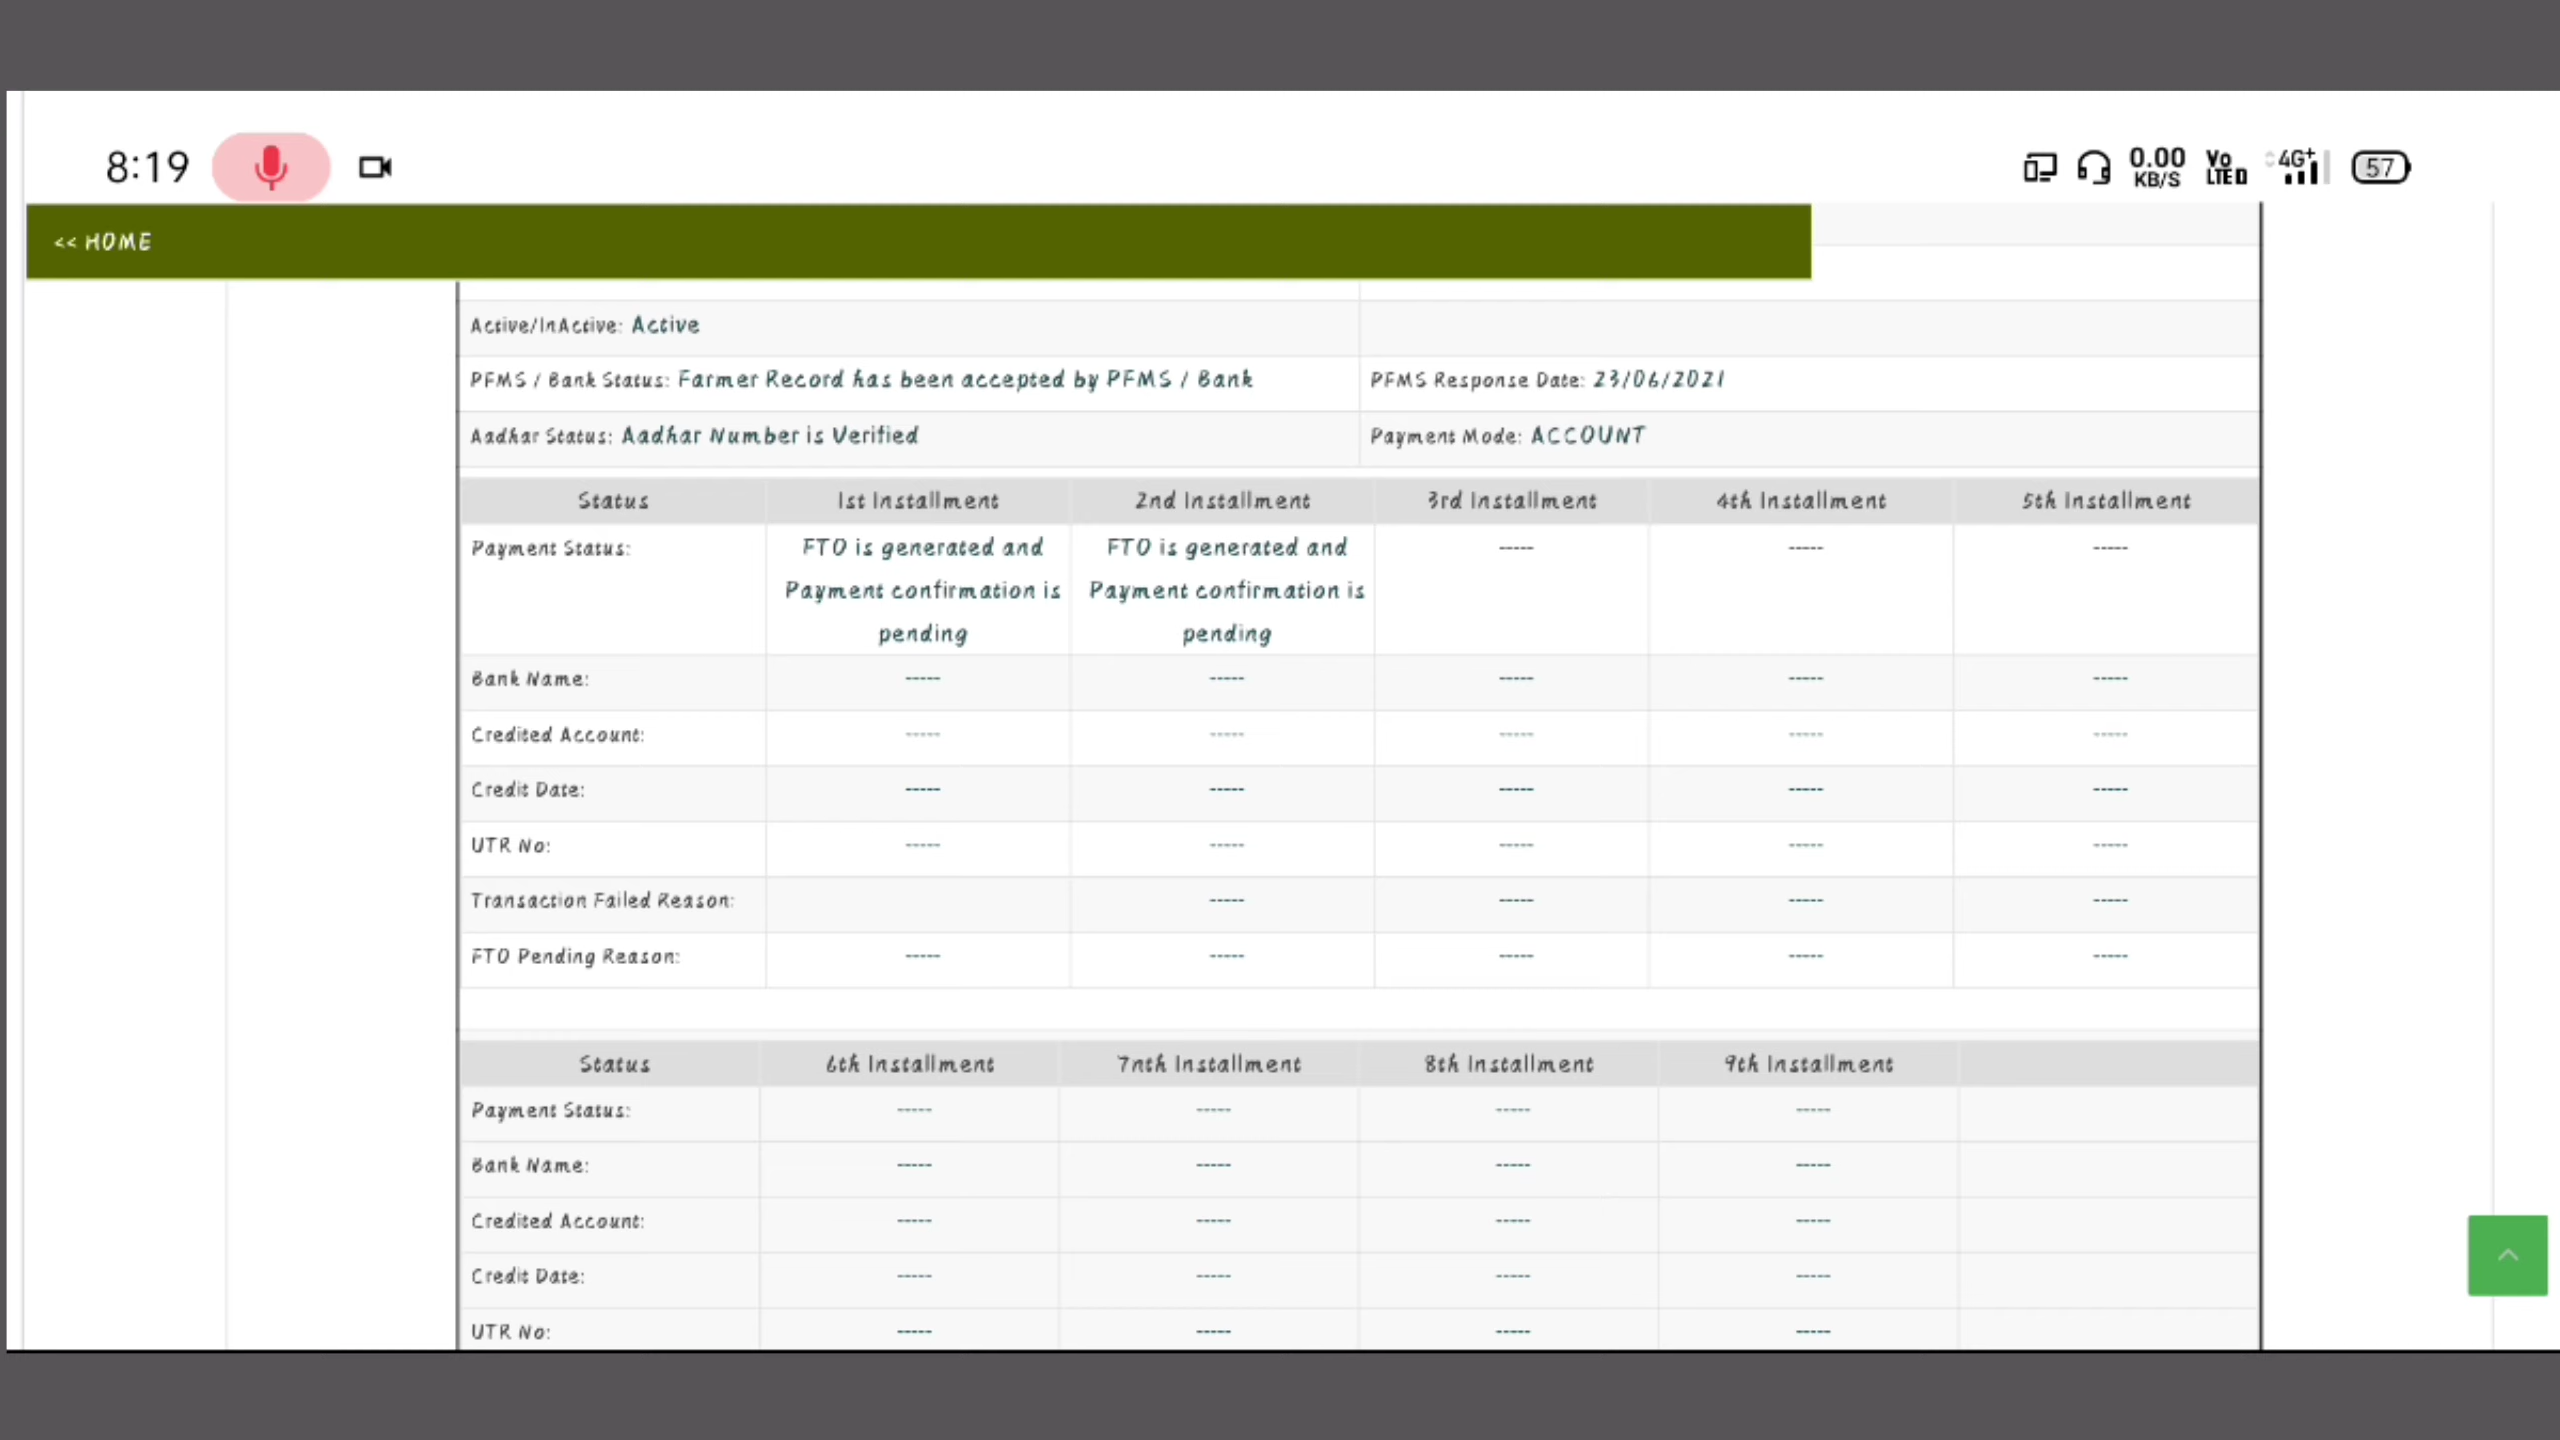 8:19
0.00 KB/S Vo LTE 4G+ 57
<< HOME
Active/InActive: Active
PFMS / Bank Status: Farmer Record has been accepted by PFMS / Bank PFMS Response Date: 23/06/2021
Aadhar Status: Aadhar Number is Verified Payment Mode: ACCOUNT
Status 1st Installment 2nd Installment 3rd Installment 4th Installment 5th Installment
Payment Status: FTO is generated and FTO is generated and ----- ----- -----
Payment confirmation is Payment confirmation is
pending pending
Bank Name: ----- ----- ----- ----- -----
Credited Account: ----- ----- ----- ----- -----
Credit Date: ----- ----- ----- ----- -----
UTR No: ----- ----- ----- ----- -----
Transaction Failed Reason: ----- ----- ----- -----
FTO Pending Reason: ----- ----- ----- ----- -----
Status 6th Installment 7nth Installment 8th Installment 9th Installment
Payment Status: ----- ----- ----- -----
Bank Name: ----- ----- ----- -----
Credited Account: ----- ----- ----- -----
Credit Date: ----- ----- ----- -----
UTR No: ----- ----- ----- -----